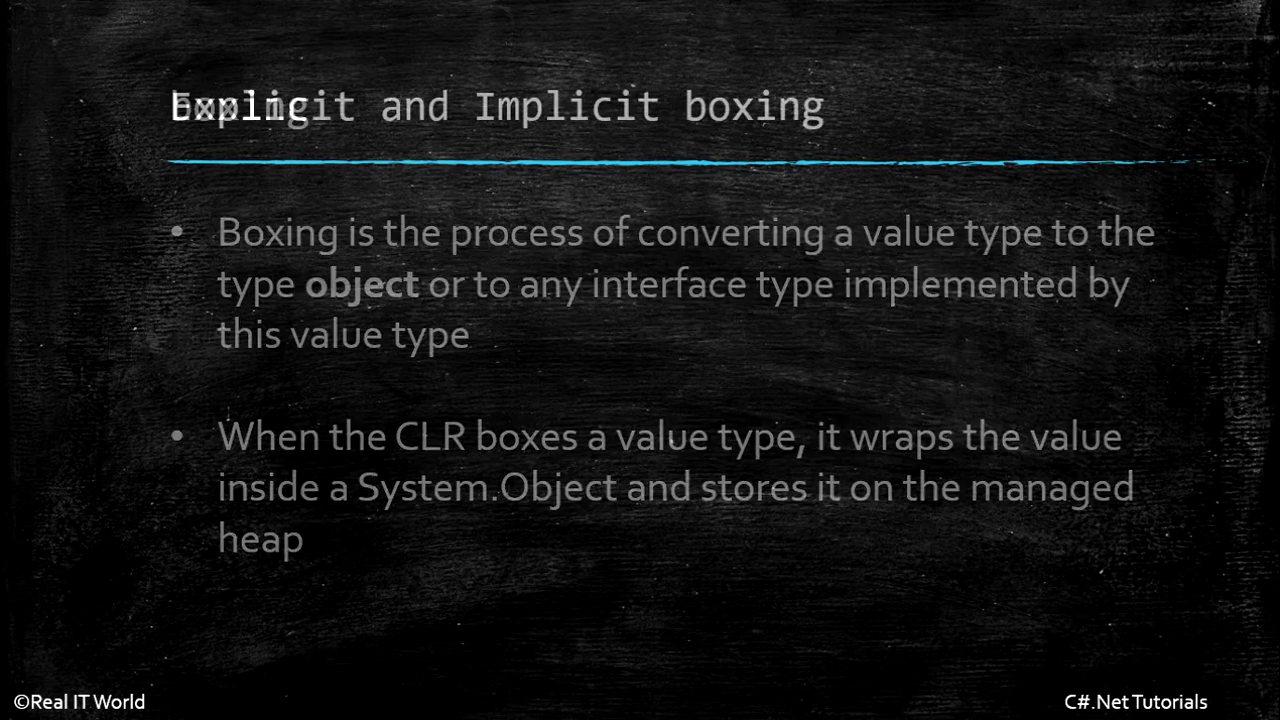 Explicit and Implicit boxing
• Boxing is the process of converting a value type to the
type object or to any interface type implemented by
this value type
• When the CLR boxes a value type, it wraps the value
inside a System.Object and stores it on the managed
heap
©Real IT World
C#.Net Tutorials